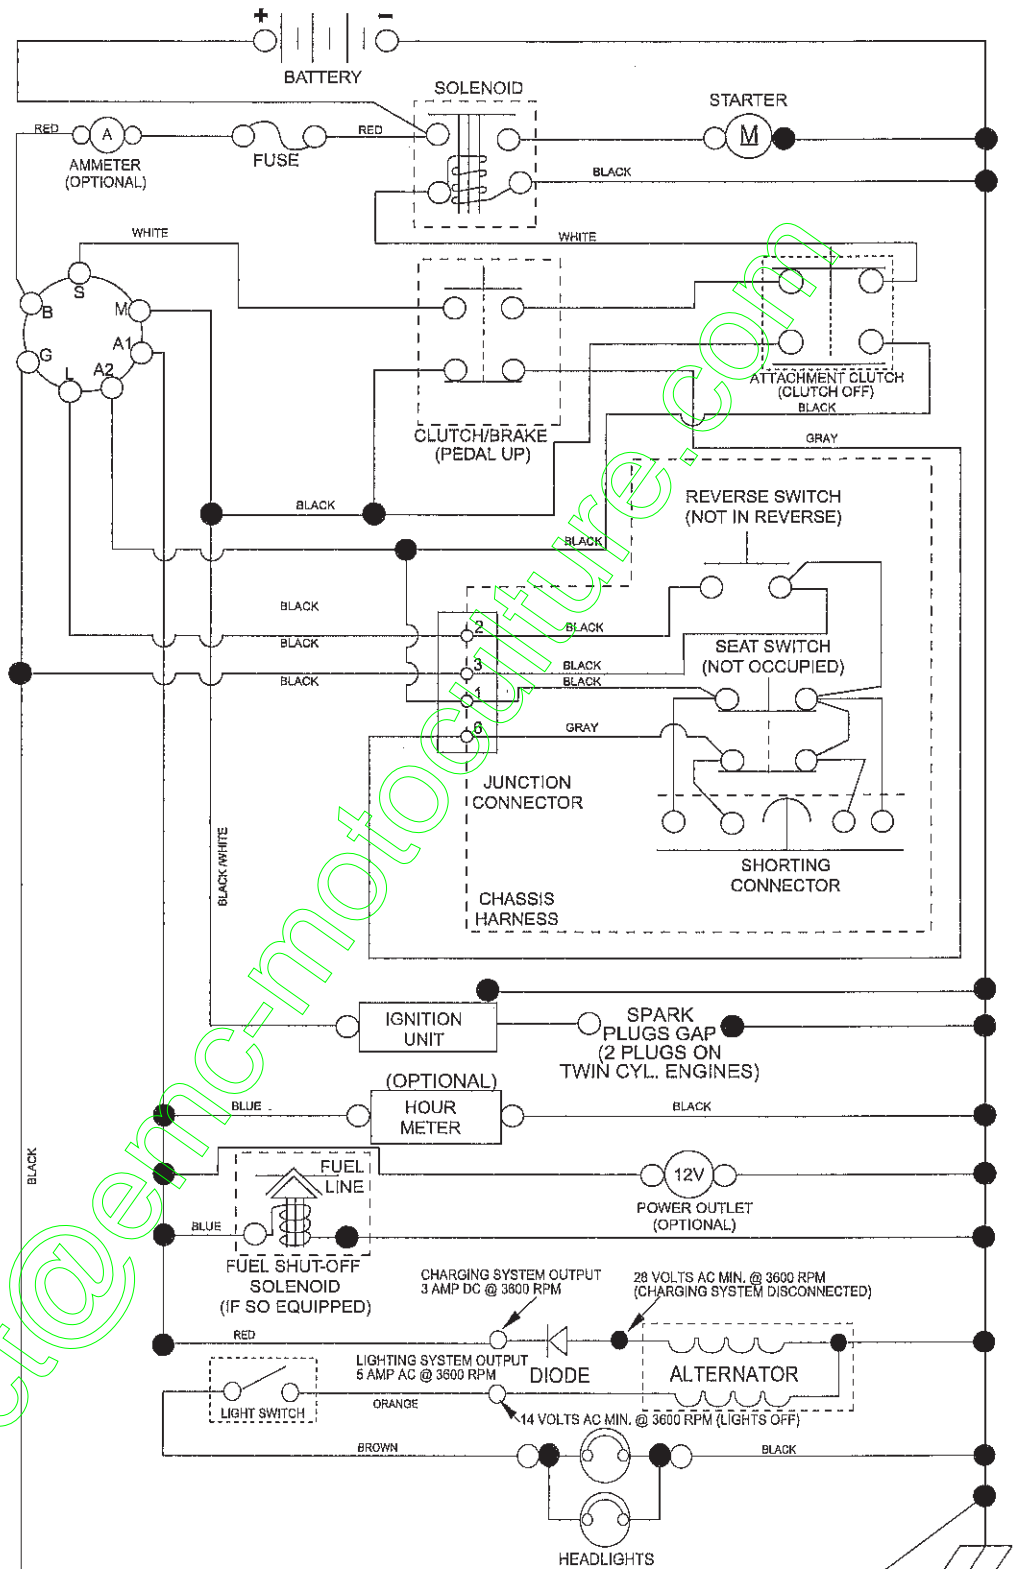 + -
BATTERY
SOLENOID
STARTER
RED
A
RED
M
AMMETER
(OPTIONAL)
FUSE
BLACK
WHITE
WHITE
S
B
M
A1
G
L
A2
ATTACHMENT CLUTCH
(CLUTCH OFF)
BLACK
CLUTCH/BRAKE
(PEDAL UP)
GRAY
REVERSE SWITCH
(NOT IN REVERSE)
BLACK
BLACK
BLACK
2
BLACK
BLACK
SEAT SWITCH
(NOT OCCUPIED)
3
BLACK
BLACK
1
BLACK
6
GRAY
JUNCTION
CONNECTOR
BLACK/WHITE
SHORTING
CONNECTOR
CHASSIS
HARNESS
IGNITION
UNIT
SPARK
PLUGS GAP
(2 PLUGS ON
TWIN CYL. ENGINES)
(OPTIONAL)
BLUE
HOUR
METER
BLACK
BLACK
FUEL
LINE
12V
POWER OUTLET
(OPTIONAL)
BLUE
FUEL SHUT-OFF
SOLENOID
(IF SO EQUIPPED)
CHARGING SYSTEM OUTPUT
3 AMP DC @ 3600 RPM
28 VOLTS AC MIN. @ 3600 RPM
(CHARGING SYSTEM DISCONNECTED)
RED
LIGHTING SYSTEM OUTPUT
5 AMP AC @ 3600 RPM
DIODE
ALTERNATOR
LIGHT SWITCH
ORANGE
14 VOLTS AC MIN. @ 3600 RPM (LIGHTS OFF)
BROWN
BLACK
HEADLIGHTS
ct@emc-motoculture.com